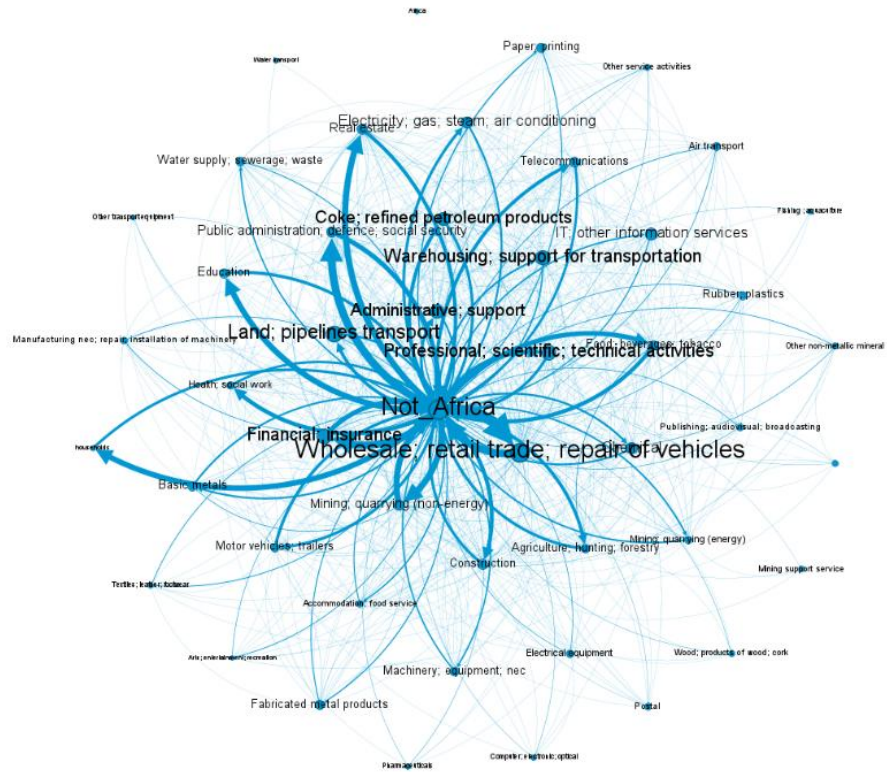 Africa
Paper; printing
Water transport
Other service activities
Electricity; gas; steam; air conditioning
Real estate
Air transport
Water supply; sewerage; waste
Telecommunications
Other transport equipment
Coke; refined petroleum products
Fishing; aquaculture
Public administration; defence; social security
IT; other information services
Warehousing; support for transportation
Education
Rubber; plastics
Administrative; support
Land; pipelines transport
Manufacturing nec; repair; installation of machinery
Food; beverages; tobacco
Other non-metallic mineral
Professional; scientific; technical activities
Health; social work
Not_Africa
Publishing; audiovisual; broadcasting
Financial; insurance
Wholesale; retail trade; repair of vehicles
Chemical
households
Basic metals
Mining; quarrying (non-energy)
Mining; quarrying (energy)
Motor vehicles; trailers
Agriculture; hunting; forestry
Construction
Mining support service
Textiles; leather; footwear
Accommodation; food service
Electrical equipment
Wood; products of wood; cork
Arts; entertainment; recreation
Machinery; equipment; nec
Fabricated metal products
Postal
Computer; electronic; optical
Pharmaceuticals